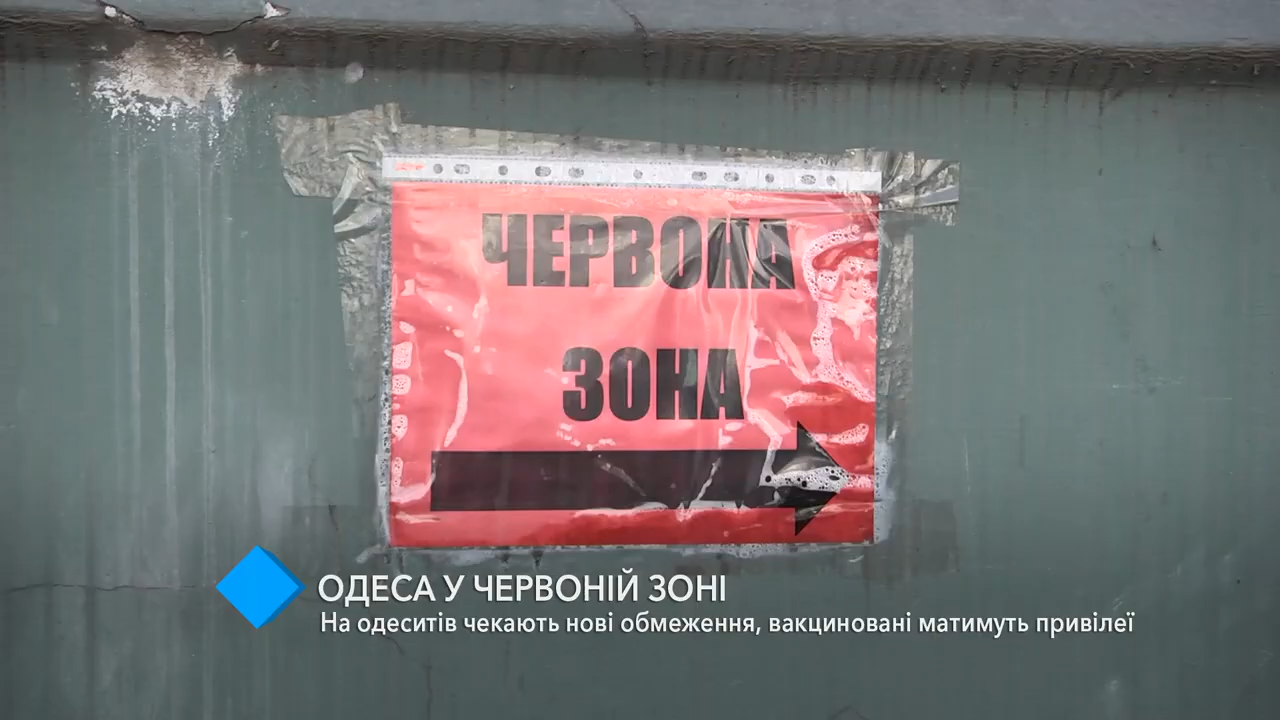 ЧЕРВОНА
ЗОНА
ОДЕСА У ЧЕРВОНІЙ ЗОНІ
На одеситів чекають нові обмеження, вакциновані матимуть привілеї